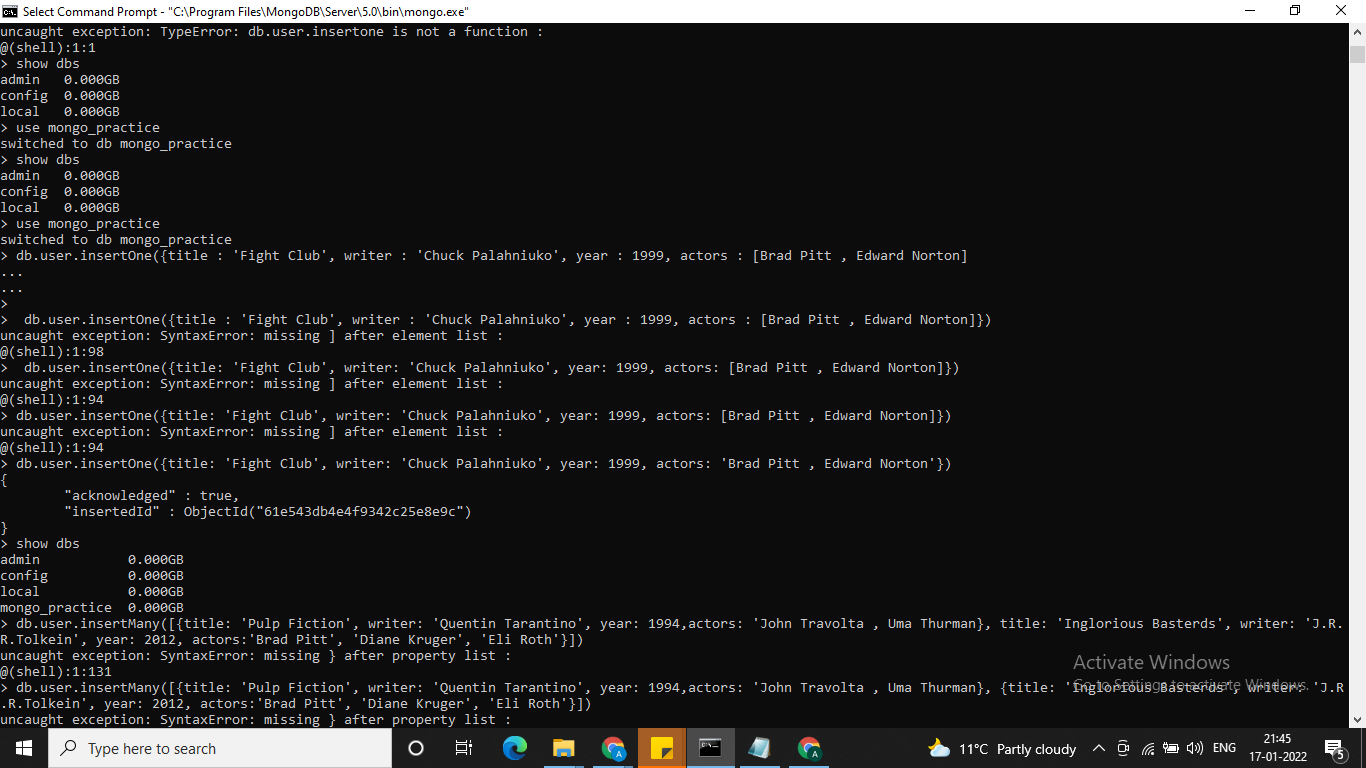 Select Command Prompt - "C:\Program Files\MongoDB\Server\5.0\bin\mongo.exe"
uncaught exception: TypeError: db.user.insertone is not a function :
@(shell):1:1
> show dbs
admin   0.000GB
config  0.000GB
local   0.000GB
> use mongo_practice
switched to db mongo_practice
> show dbs
admin   0.000GB
config  0.000GB
local   0.000GB
> use mongo_practice
switched to db mongo_practice
> db.user.insertOne({title : 'Fight Club', writer : 'Chuck Palahniuko', year : 1999, actors : [Brad Pitt , Edward Norton]
...
...
>
>  db.user.insertOne({title : 'Fight Club', writer : 'Chuck Palahniuko', year : 1999, actors : [Brad Pitt , Edward Norton]})
uncaught exception: SyntaxError: missing ] after element list :
@(shell):1:98
>  db.user.insertOne({title: 'Fight Club', writer: 'Chuck Palahniuko', year: 1999, actors: [Brad Pitt , Edward Norton]})
uncaught exception: SyntaxError: missing ] after element list :
@(shell):1:94
> db.user.insertOne({title: 'Fight Club', writer: 'Chuck Palahniuko', year: 1999, actors: [Brad Pitt , Edward Norton]})
uncaught exception: SyntaxError: missing ] after element list :
@(shell):1:94
> db.user.insertOne({title: 'Fight Club', writer: 'Chuck Palahniuko', year: 1999, actors: 'Brad Pitt , Edward Norton'})
{
        "acknowledged" : true,
        "insertedId" : ObjectId("61e543db4e4f9342c25e8e9c")
}
> show dbs
admin           0.000GB
config          0.000GB
local           0.000GB
mongo_practice  0.000GB
> db.user.insertMany([{title: 'Pulp Fiction', writer: 'Quentin Tarantino', year: 1994,actors: 'John Travolta , Uma Thurman}, title: 'Inglorious Basterds', writer: 'J.R.
R.Tolkein', year: 2012, actors:'Brad Pitt', 'Diane Kruger', 'Eli Roth'}])
uncaught exception: SyntaxError: missing } after property list :
@(shell):1:131
> db.user.insertMany([{title: 'Pulp Fiction', writer: 'Quentin Tarantino', year: 1994,actors: 'John Travolta , Uma Thurman}, {title: 'Inglorious Basterds', writer: 'J.R
.R.Tolkein', year: 2012, actors:'Brad Pitt', 'Diane Kruger', 'Eli Roth'}])
uncaught exception: SyntaxError: missing } after property list :
Activate Windows
Go to Settings to activate Windows.
Type here to search
11°C Partly cloudy
ENG
21:45
17-01-2022
5